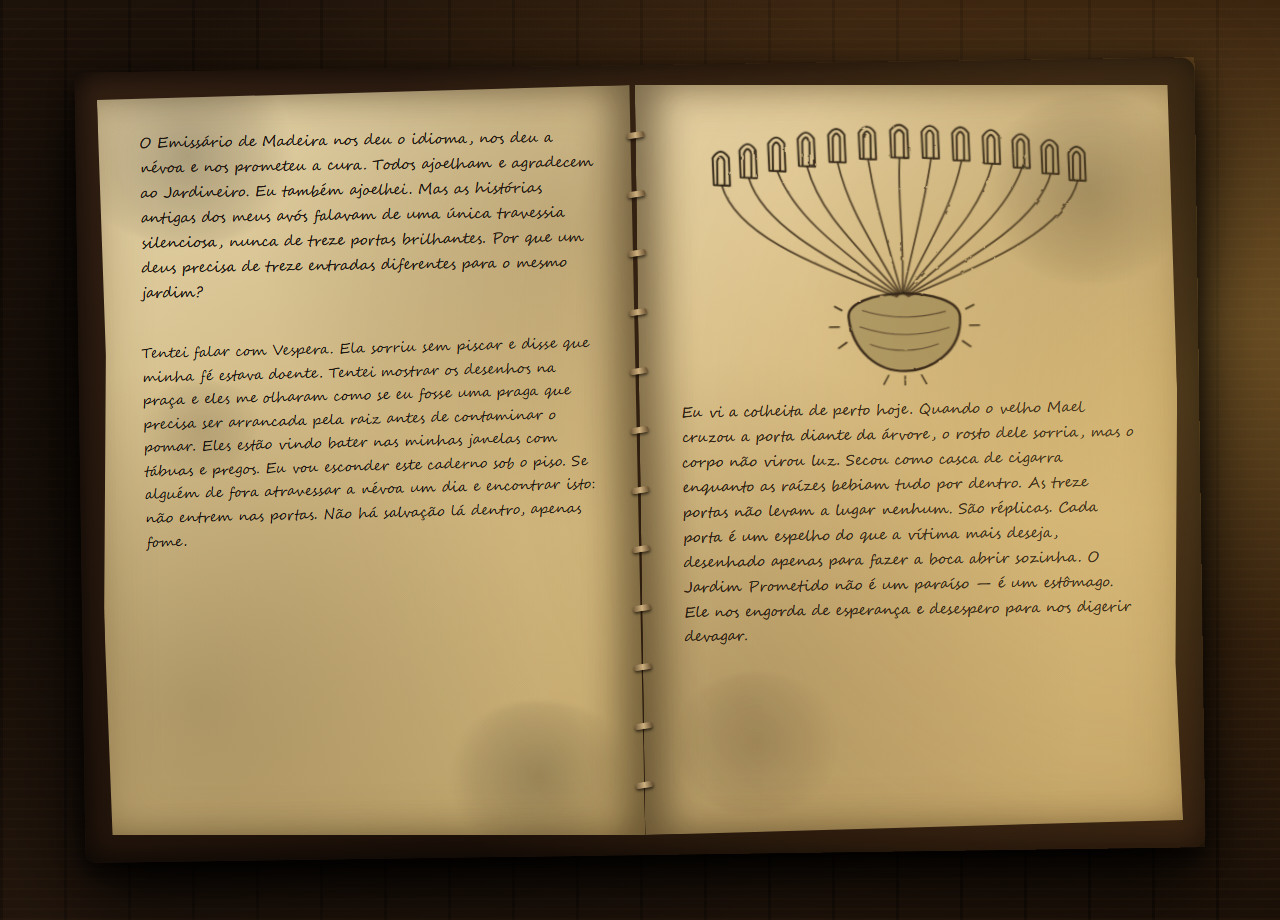 O Emissário de Madeira nos deu o idioma, nos deu a
névoa e nos prometeu a cura. Todos ajoelham e agradecem
ao Jardineiro. Eu também ajoelhei. Mas as histórias
antigas dos meus avós falavam de uma única travessia
silenciosa, nunca de treze portas brilhantes. Por que um
deus precisa de treze entradas diferentes para o mesmo
jardim?
Tentei falar com Vespera. Ela sorriu sem piscar e disse que
minha fé estava doente. Tentei mostrar os desenhos na
praça e eles me olharam como se eu fosse uma praga que
precisa ser arrancada pela raiz antes de contaminar o
pomar. Eles estão vindo bater nas minhas janelas com
tábuas e pregos. Eu vou esconder este caderno sob o piso. Se
alguém de fora atravessar a névoa um dia e encontrar isto:
não entrem nas portas. Não há salvação lá dentro, apenas
fome.
Eu vi a colheita de perto hoje. Quando o velho Mael
cruzou a porta diante da árvore, o rosto dele sorria, mas o
corpo não virou luz. Secou como casca de cigarra
enquanto as raízes bebiam tudo por dentro. As treze
portas não levam a lugar nenhum. São réplicas. Cada
porta é um espelho do que a vítima mais deseja,
desenhado apenas para fazer a boca abrir sozinha. O
Jardim Prometido não é um paraíso — é um estômago.
Ele nos engorda de esperança e desespero para nos digerir
devagar.